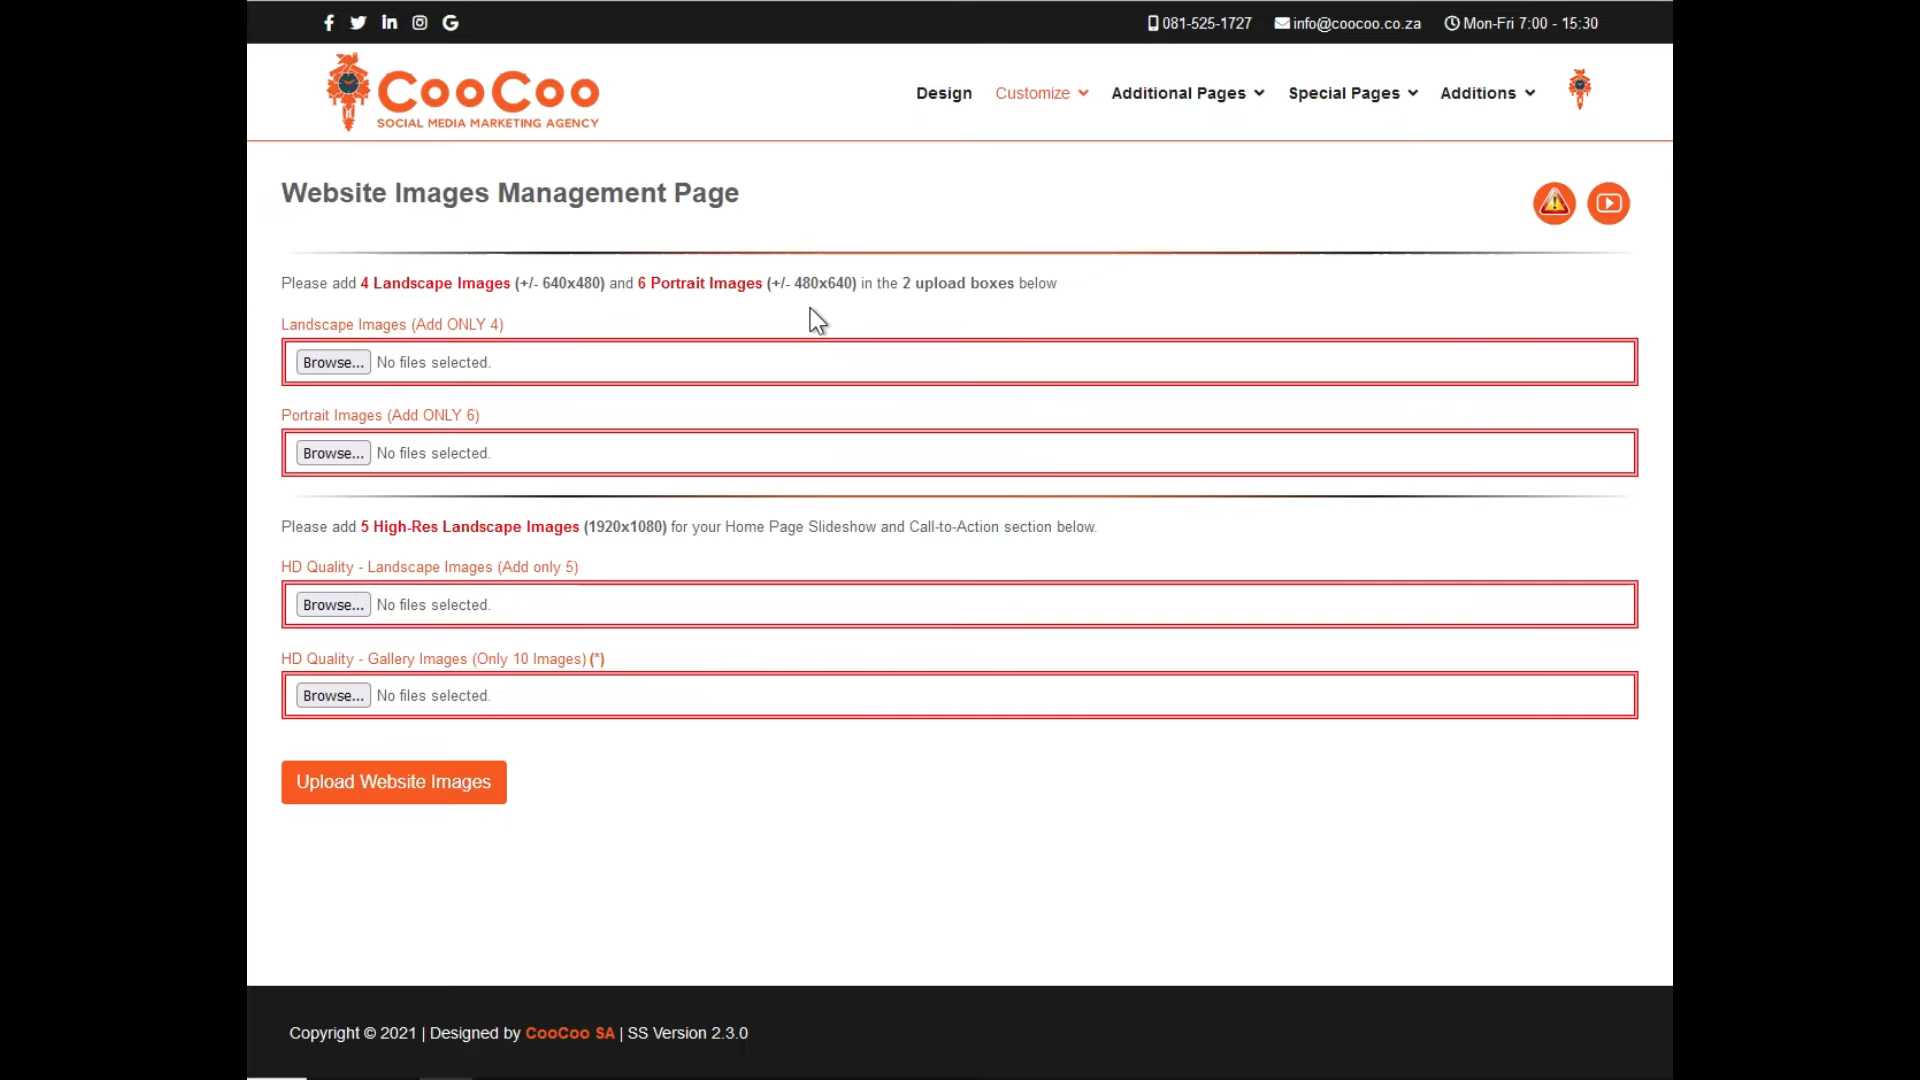 081-525-1727 info@coocoo.co.za Mon-Fri 7:00 - 15:30
CooCoo
SOCIAL MEDIA MARKETING AGENCY
Design Customize Additional Pages Special Pages Additions
Website Images Management Page
Please add 4 Landscape Images (+/- 640x480) and 6 Portrait Images (+/- 480x640) in the 2 upload boxes below
Landscape Images (Add ONLY 4)
Browse... No files selected.
Portrait Images (Add ONLY 6)
Browse... No files selected.
Please add 5 High-Res Landscape Images (1920x1080) for your Home Page Slideshow and Call-to-Action section below.
HD Quality - Landscape Images (Add only 5)
Browse... No files selected.
HD Quality - Gallery Images (Only 10 Images) (*)
Browse... No files selected.
Upload Website Images
Copyright © 2021 | Designed by CooCoo SA | SS Version 2.3.0